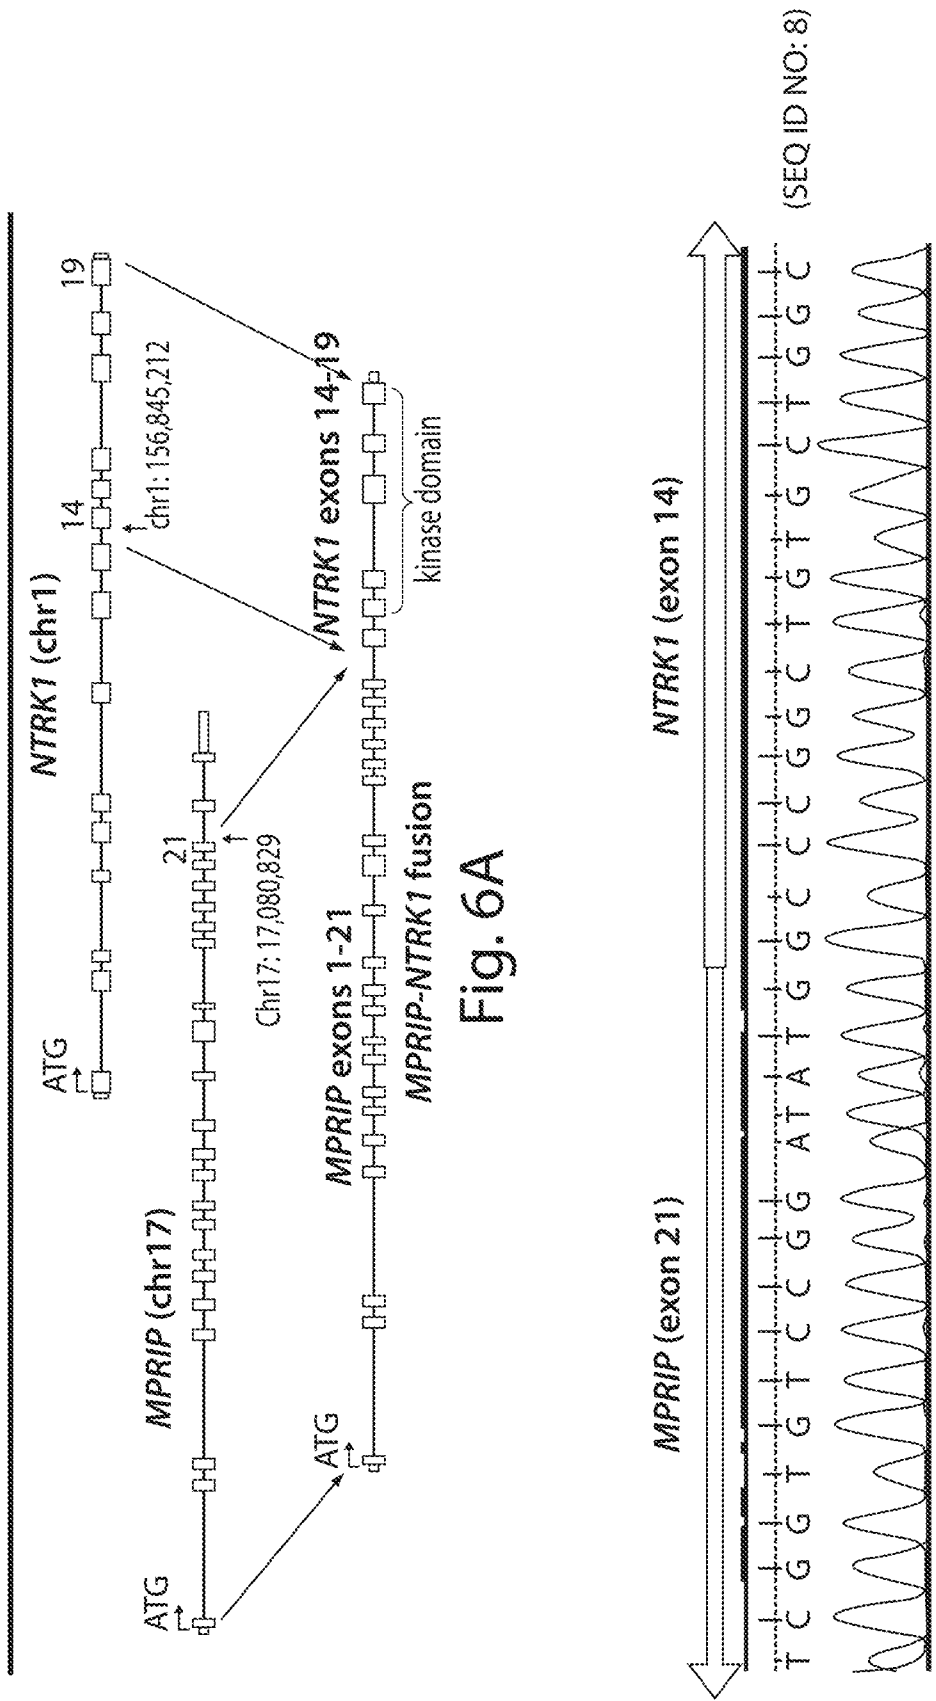 NTRK1 (chr1)
ATG
14
19
chr1: 156,845,212
MPRIP (chr17)
ATG
21
Chr17: 17,080,829
MPRIP exons 1-21
NTRK1 exons 14-19
ATG
kinase domain
MPRIP-NTRK1 fusion
Fig. 6A
MPRIP (exon 21)
NTRK1 (exon 14)
T C G G T G T C C G G A T A T G G C C C G G C T G T G C T G G C (SEQ ID NO: 8)